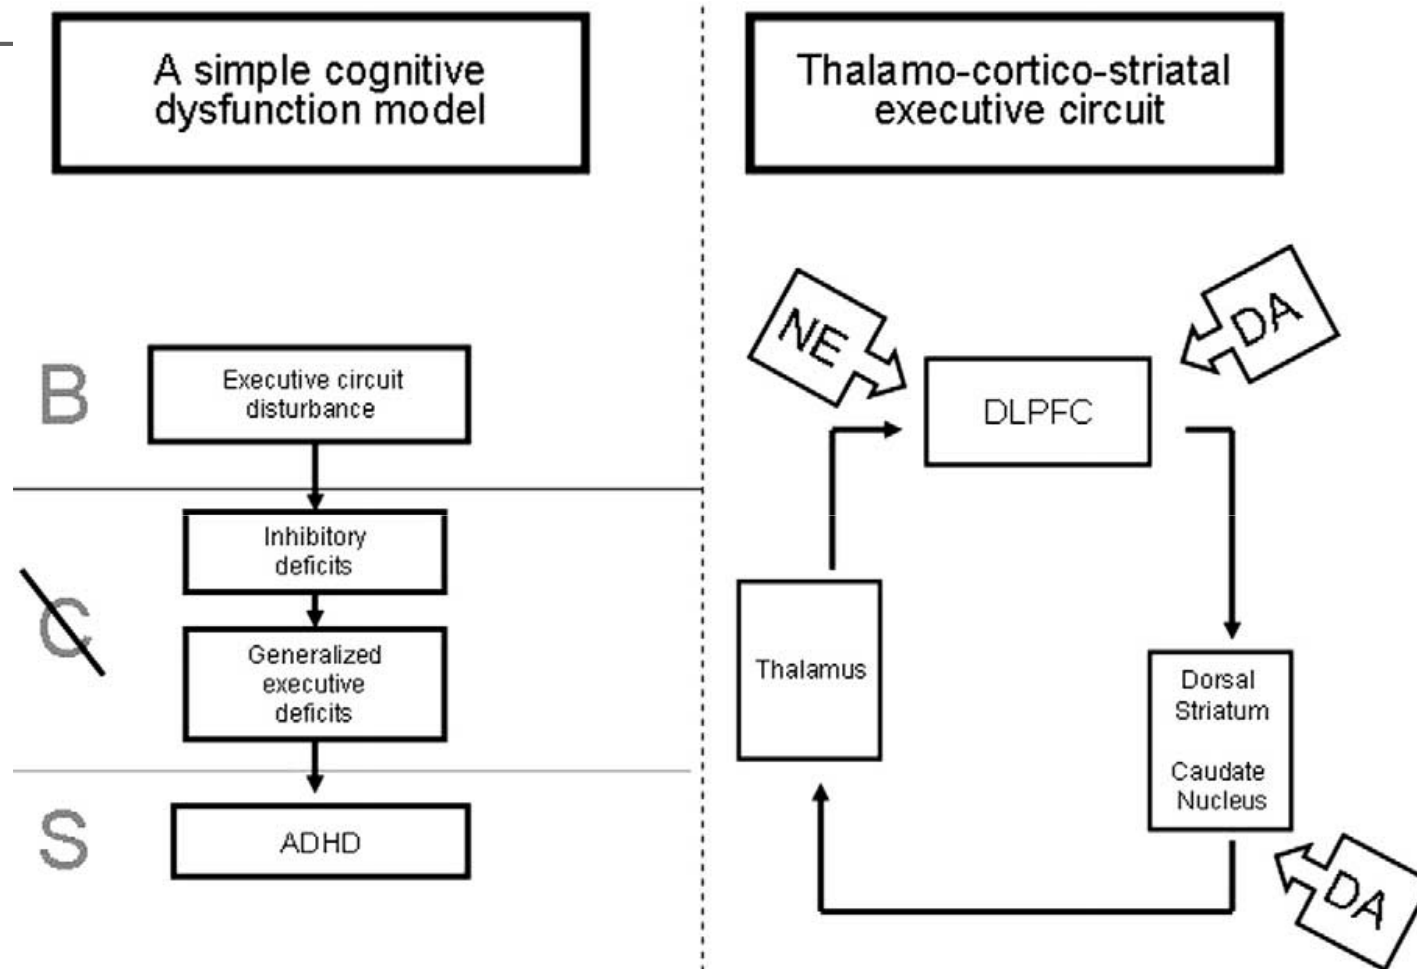 A simple cognitive
dysfunction model
Thalamo-cortico-striatal
executive circuit
B
Executive circuit
disturbance
C
Inhibitory
deficits
Generalized
executive
deficits
S
ADHD
NE
DA
DLPFC
Thalamus
Dorsal
Striatum
Caudate
Nucleus
DA